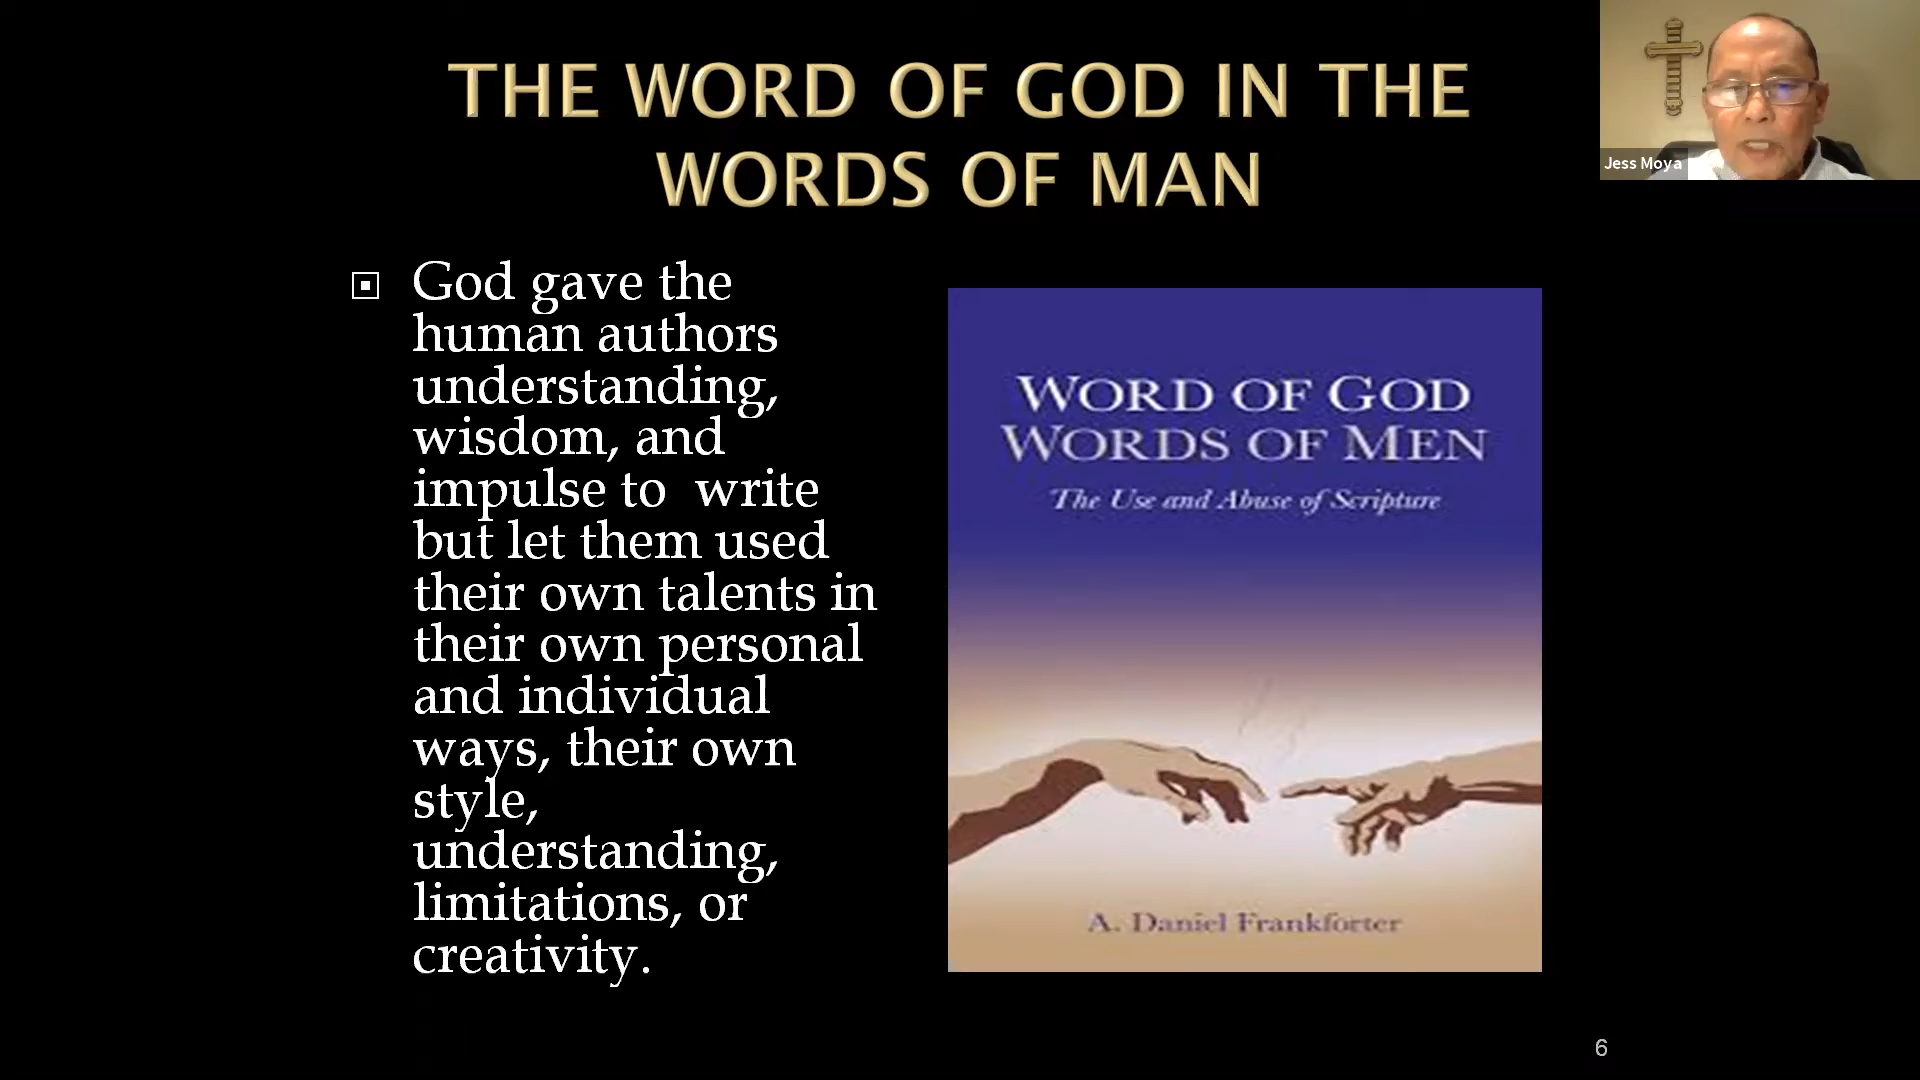 THE WORD OF GOD IN THE
WORDS OF MAN
Jess Moya
God gave the
human authors
understanding,
wisdom, and
impulse to write
but let them used
their own talents in
their own personal
and individual
ways, their own
style,
understanding,
limitations, or
creativity.
WORD OF GOD
WORDS OF MEN
The Use and Abuse of Scripture
A. Daniel Frankforter
6